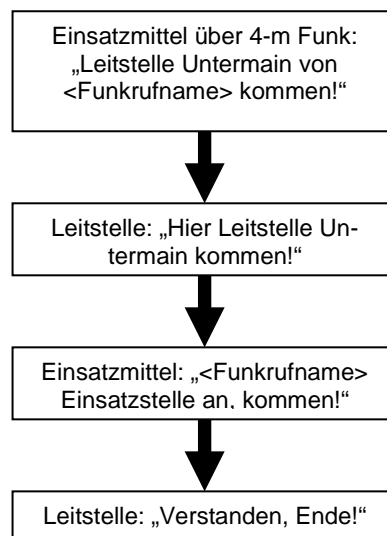 Einsatzmittel über 4-m Funk:
„Leitstelle Untermain von
<Funkrufname> kommen!“
Leitstelle: „Hier Leitstelle Un-
termain kommen!“
Einsatzmittel: „<Funkrufname>
Einsatzstelle an, kommen!“
Leitstelle: „Verstanden, Ende!“